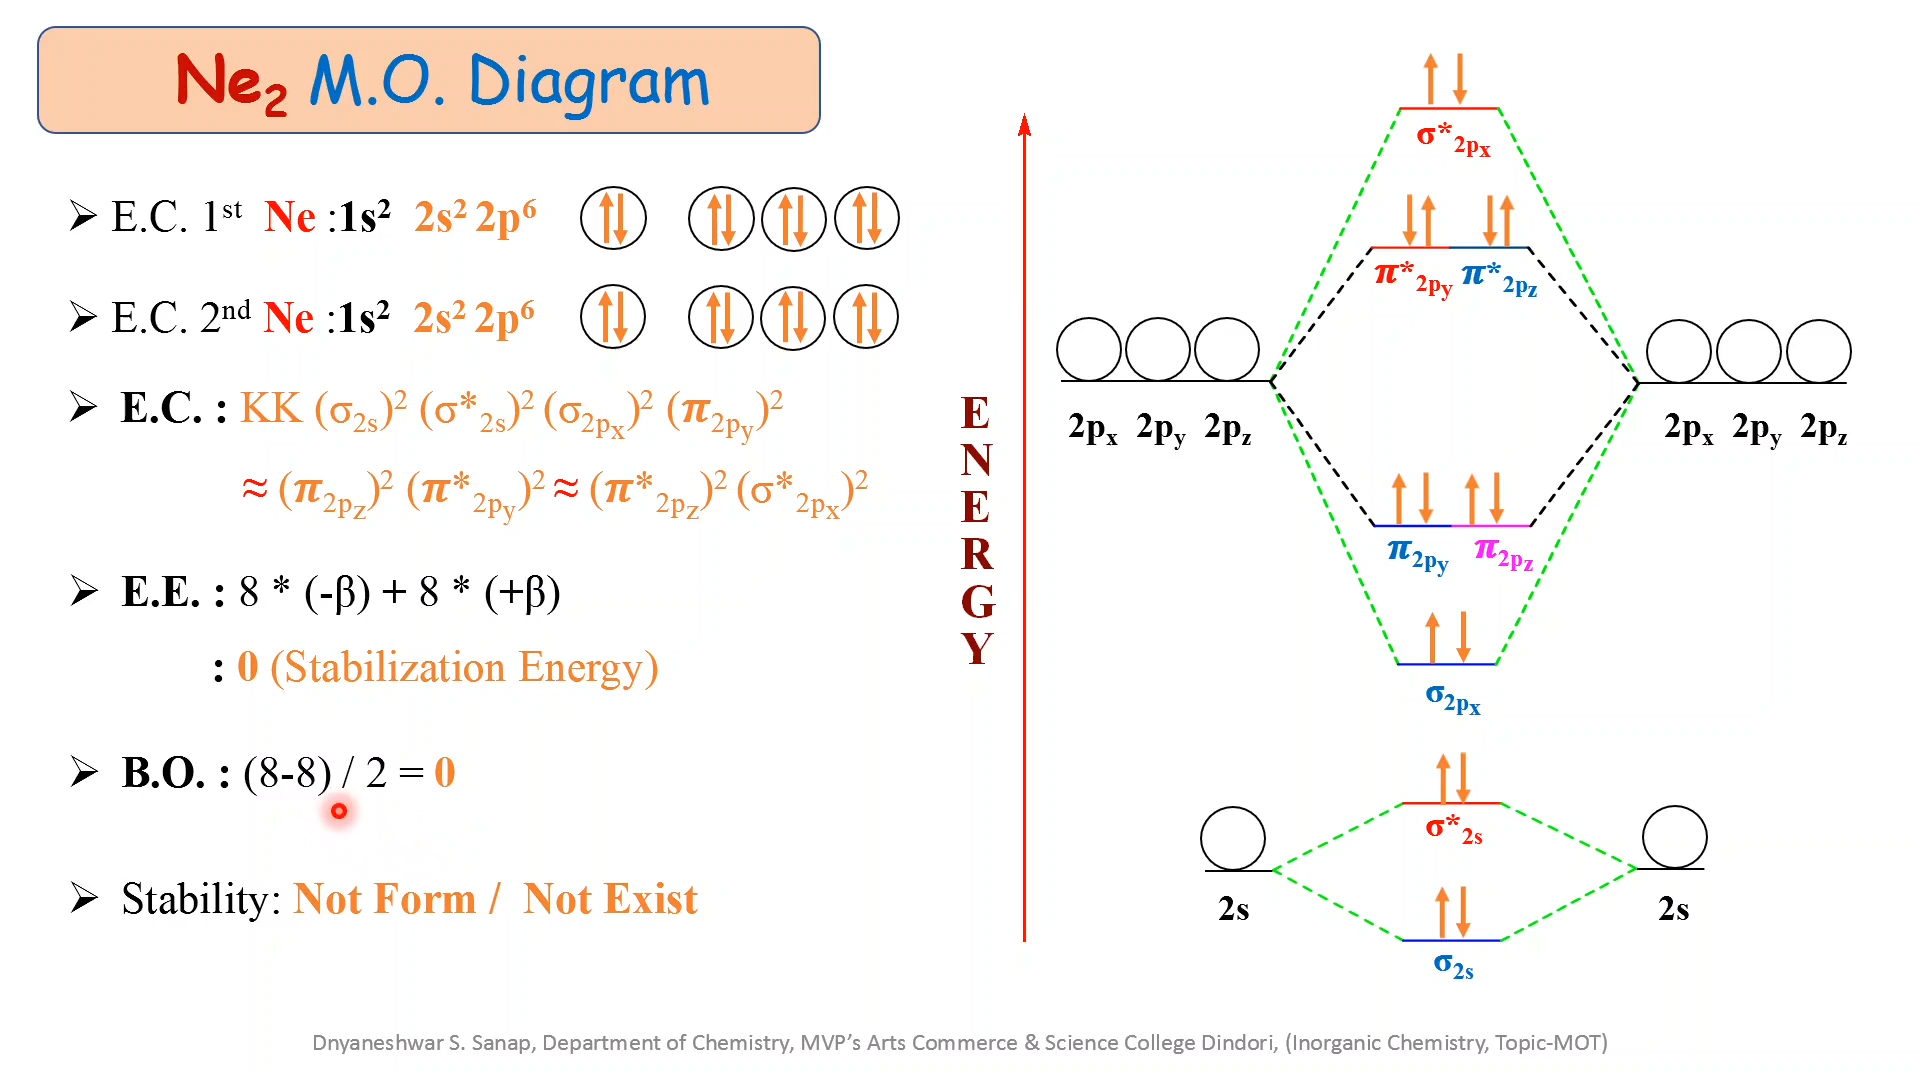 Ne₂ M.O. Diagram
➢ E.C. 1ˢᵗ Ne :1s² 2s² 2p⁶
➢ E.C. 2ⁿᵈ Ne :1s² 2s² 2p⁶
➢ E.C. : KK (σ2s)² (σ*2s)² (σ2px)² (π2py)²
≈ (π2pz)² (π*2py)² ≈ (π*2pz)² (σ*2px)²
➢ E.E. : 8 * (-β) + 8 * (+β)
: 0 (Stabilization Energy)
➢ B.O. : (8-8) / 2 = 0
➢ Stability: Not Form / Not Exist
ENERGY
σ*2px
π*2py π*2pz
2px 2py 2pz
2px 2py 2pz
π2py π2pz
σ2px
σ*2s
2s
2s
σ2s
Dnyaneshwar S. Sanap, Department of Chemistry, MVP’s Arts Commerce & Science College Dindori, (Inorganic Chemistry, Topic-MOT)